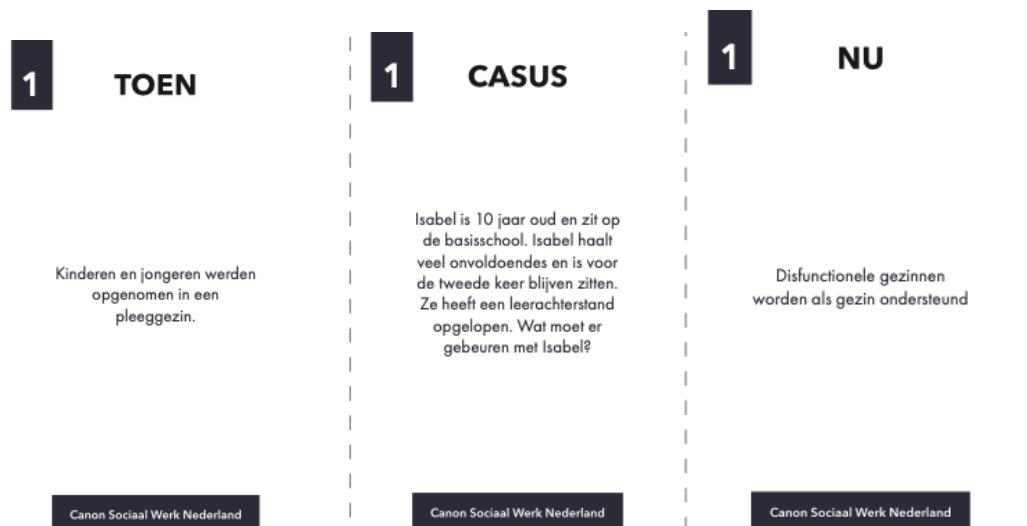 1
TOEN
Kinderen en jongeren werden
opgenomen in een
pleeggezin.
Canon Sociaal Werk Nederland
1
CASUS
Isabel is 10 jaar oud en zit op
de basisschool. Isabel haalt
veel onvoldoendes en is voor
de tweede keer blijven zitten.
Ze heeft een leerachterstand
opgelopen. Wat moet er
gebeuren met Isabel?
Canon Sociaal Werk Nederland
1
NU
Disfunctionele gezinnen
worden als gezin ondersteund
Canon Sociaal Werk Nederland